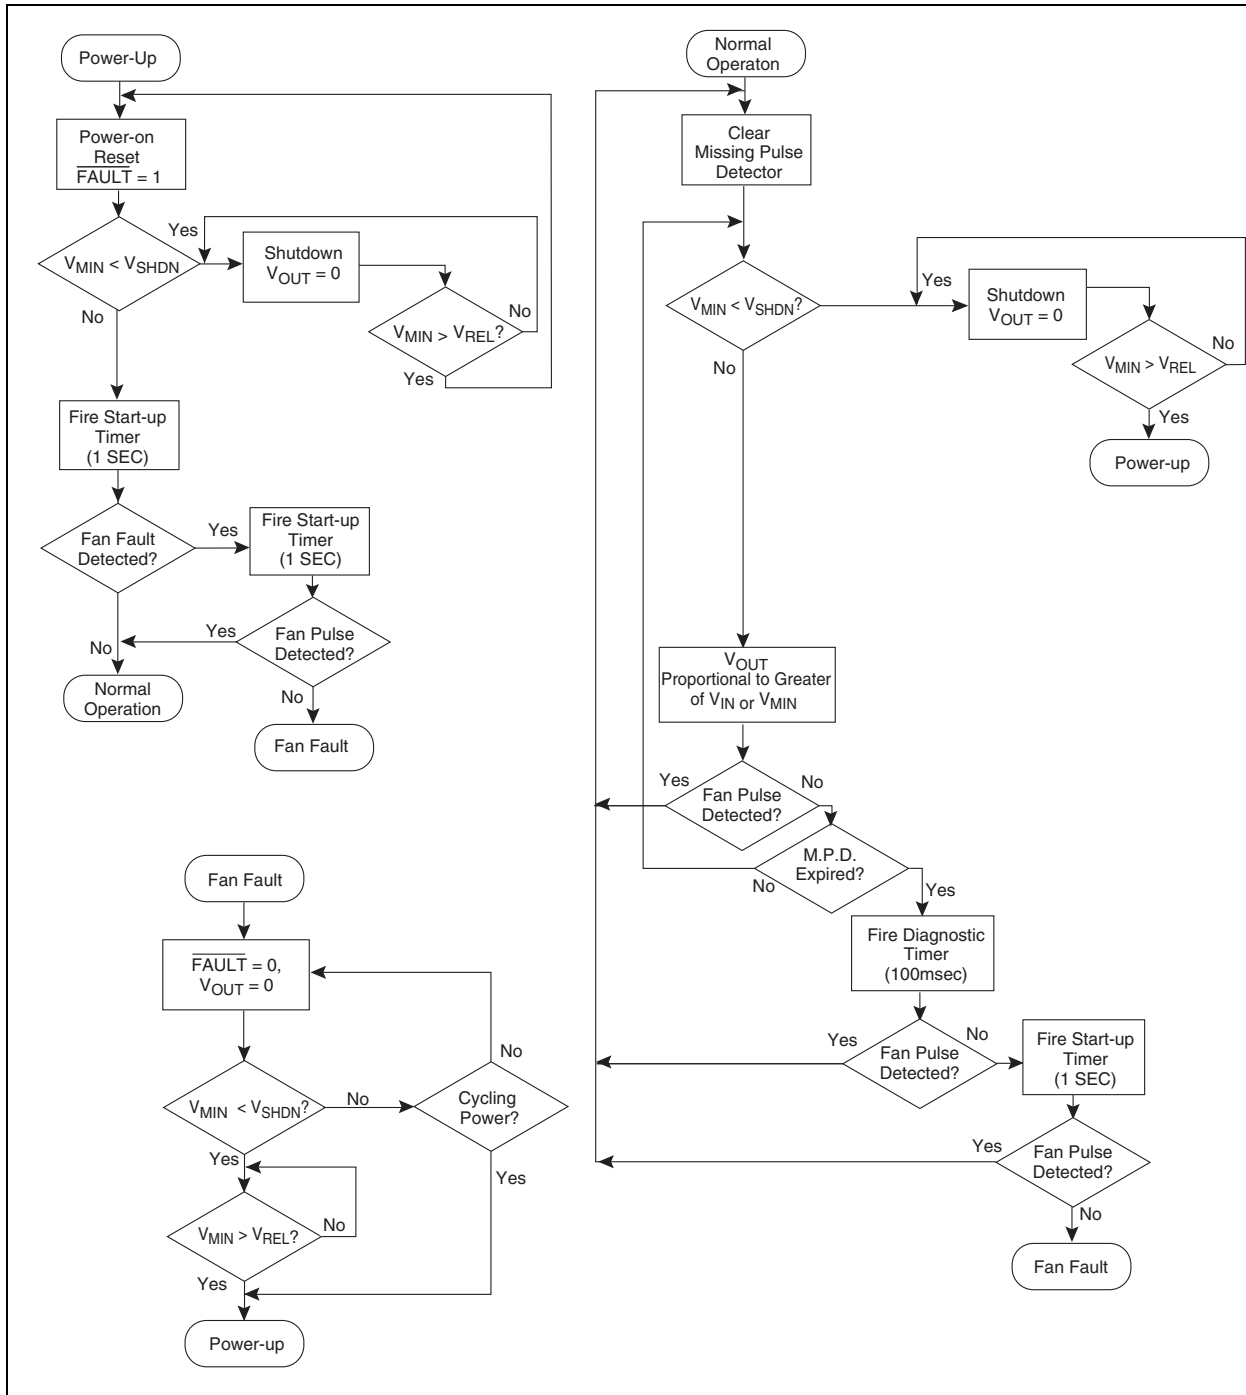 Power-Up
Power-on
Reset
FAULT = 1
Yes
VMIN < VSHDN
No
Shutdown
VOUT = 0
No
VMIN > VREL?
Yes
Fire Start-up
Timer
(1 SEC)
Fan Fault
Detected?
Yes
Fire Start-up
Timer
(1 SEC)
Fan Pulse
Detected?
Yes
No
No
Normal
Operation
Fan Fault
Normal
Operaton
Clear
Missing Pulse
Detector
VMIN < VSHDN?
Yes
No
Shutdown
VOUT = 0
VMIN > VREL
No
Yes
Power-up
VOUT
Proportional to Greater
of VIN or VMIN
Yes
No
Fan Pulse
Detected?
M.P.D.
Expired?
No
Yes
Fire Diagnostic
Timer
(100msec)
Yes
No
Fan Pulse
Detected?
Fire Start-up
Timer
(1 SEC)
Yes
Fan Pulse
Detected?
No
Fan Fault
Fan Fault
FAULT = 0,
VOUT = 0
VMIN < VSHDN?
No
Cycling
Power?
No
Yes
Yes
VMIN > VREL?
No
Yes
Power-up